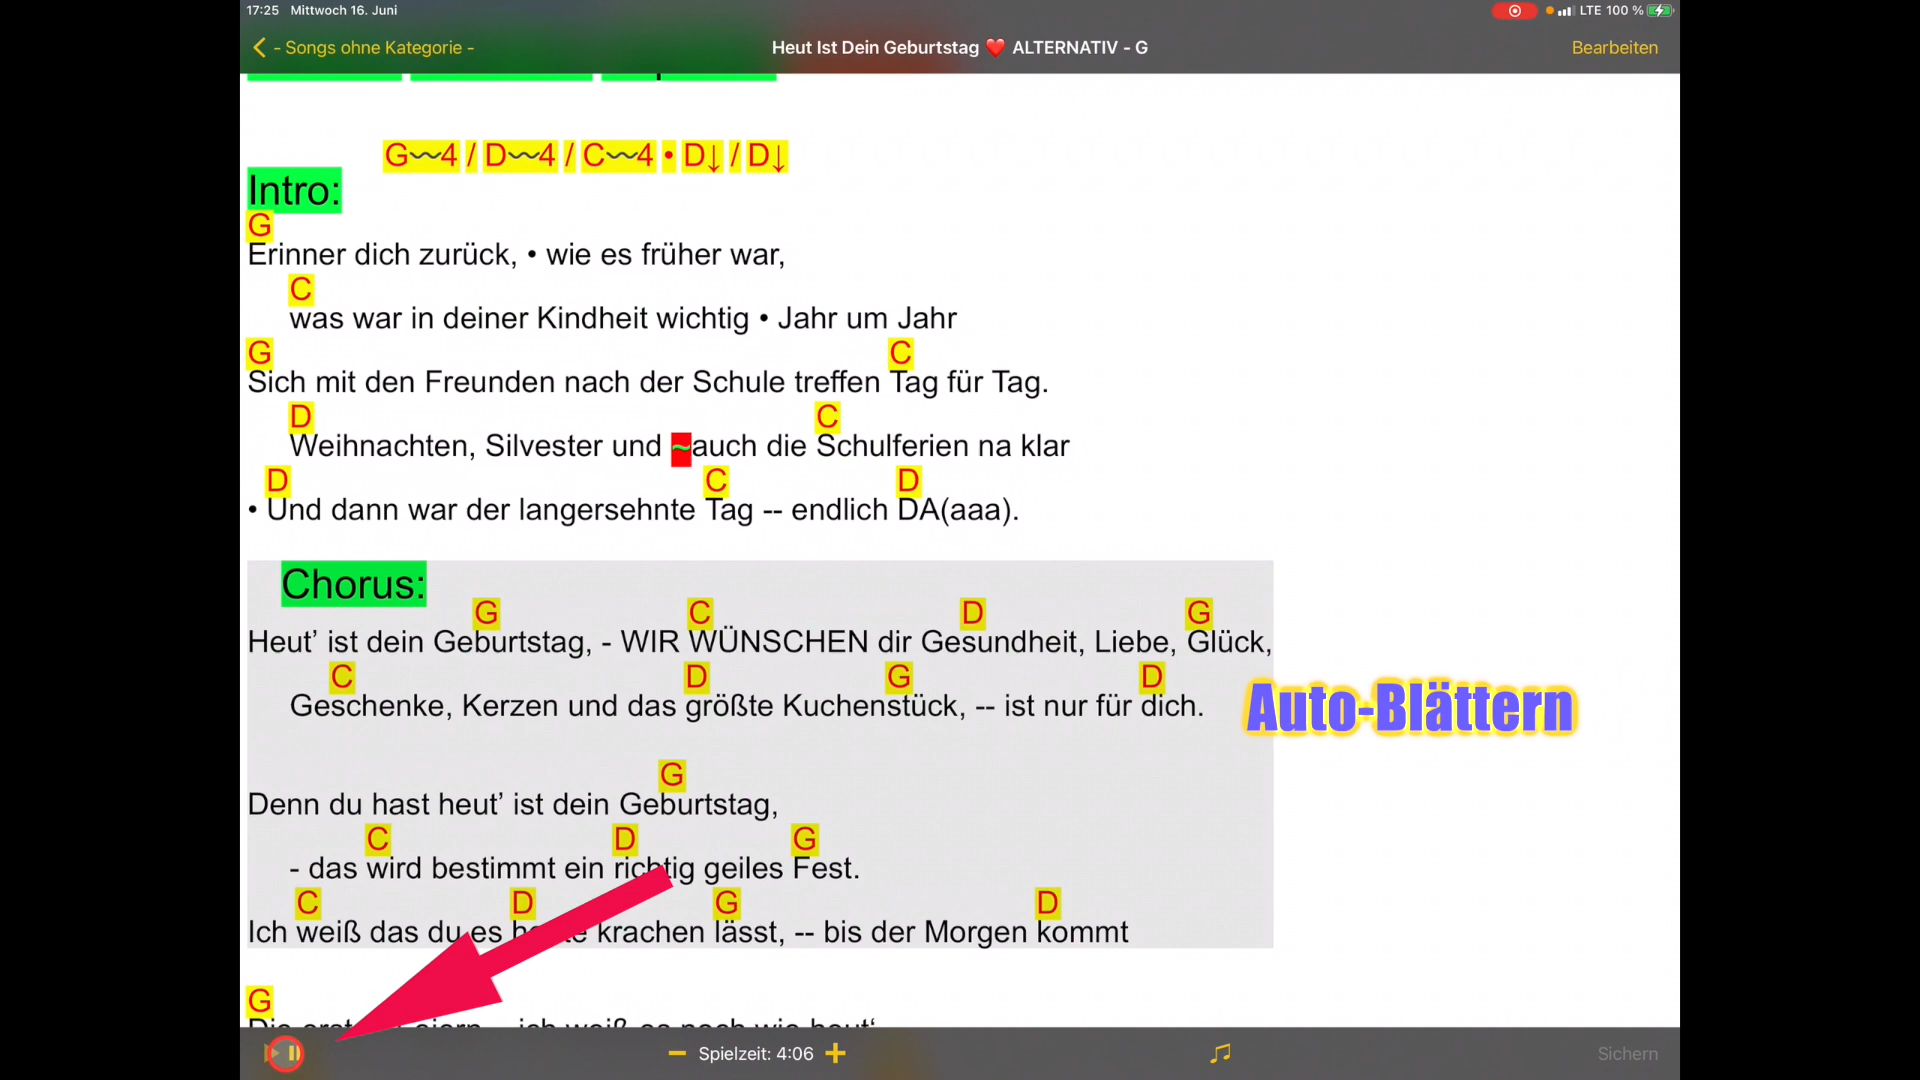 17:25 Mittwoch 16. Juni
LTE 100 %
- Songs ohne Kategorie -
Heut Ist Dein Geburtstag ❤️ ALTERNATIV - G
Bearbeiten
G〰4 / D〰4 / C〰4 • D↓ / D↓
Intro:
G
Erinner dich zurück, • wie es früher war,
C
was war in deiner Kindheit wichtig • Jahr um Jahr
G C
Sich mit den Freunden nach der Schule treffen Tag für Tag.
D C
Weihnachten, Silvester und ~auch die Schulferien na klar
D C D
• Und dann war der langersehnte Tag -- endlich DA(aaa).
Chorus:
G C D G
Heut’ ist dein Geburtstag, - WIR WÜNSCHEN dir Gesundheit, Liebe, Glück,
C D G D
Geschenke, Kerzen und das größte Kuchenstück, -- ist nur für dich.
Auto-Blättern
G
Denn du hast heut’ ist dein Geburtstag,
C D G
- das wird bestimmt ein richtig geiles Fest.
C D G D
Ich weiß das du es krachen lässt, -- bis der Morgen kommt
G
ich weiß es noch wie heut‘
Spielzeit: 4:06
Sichern